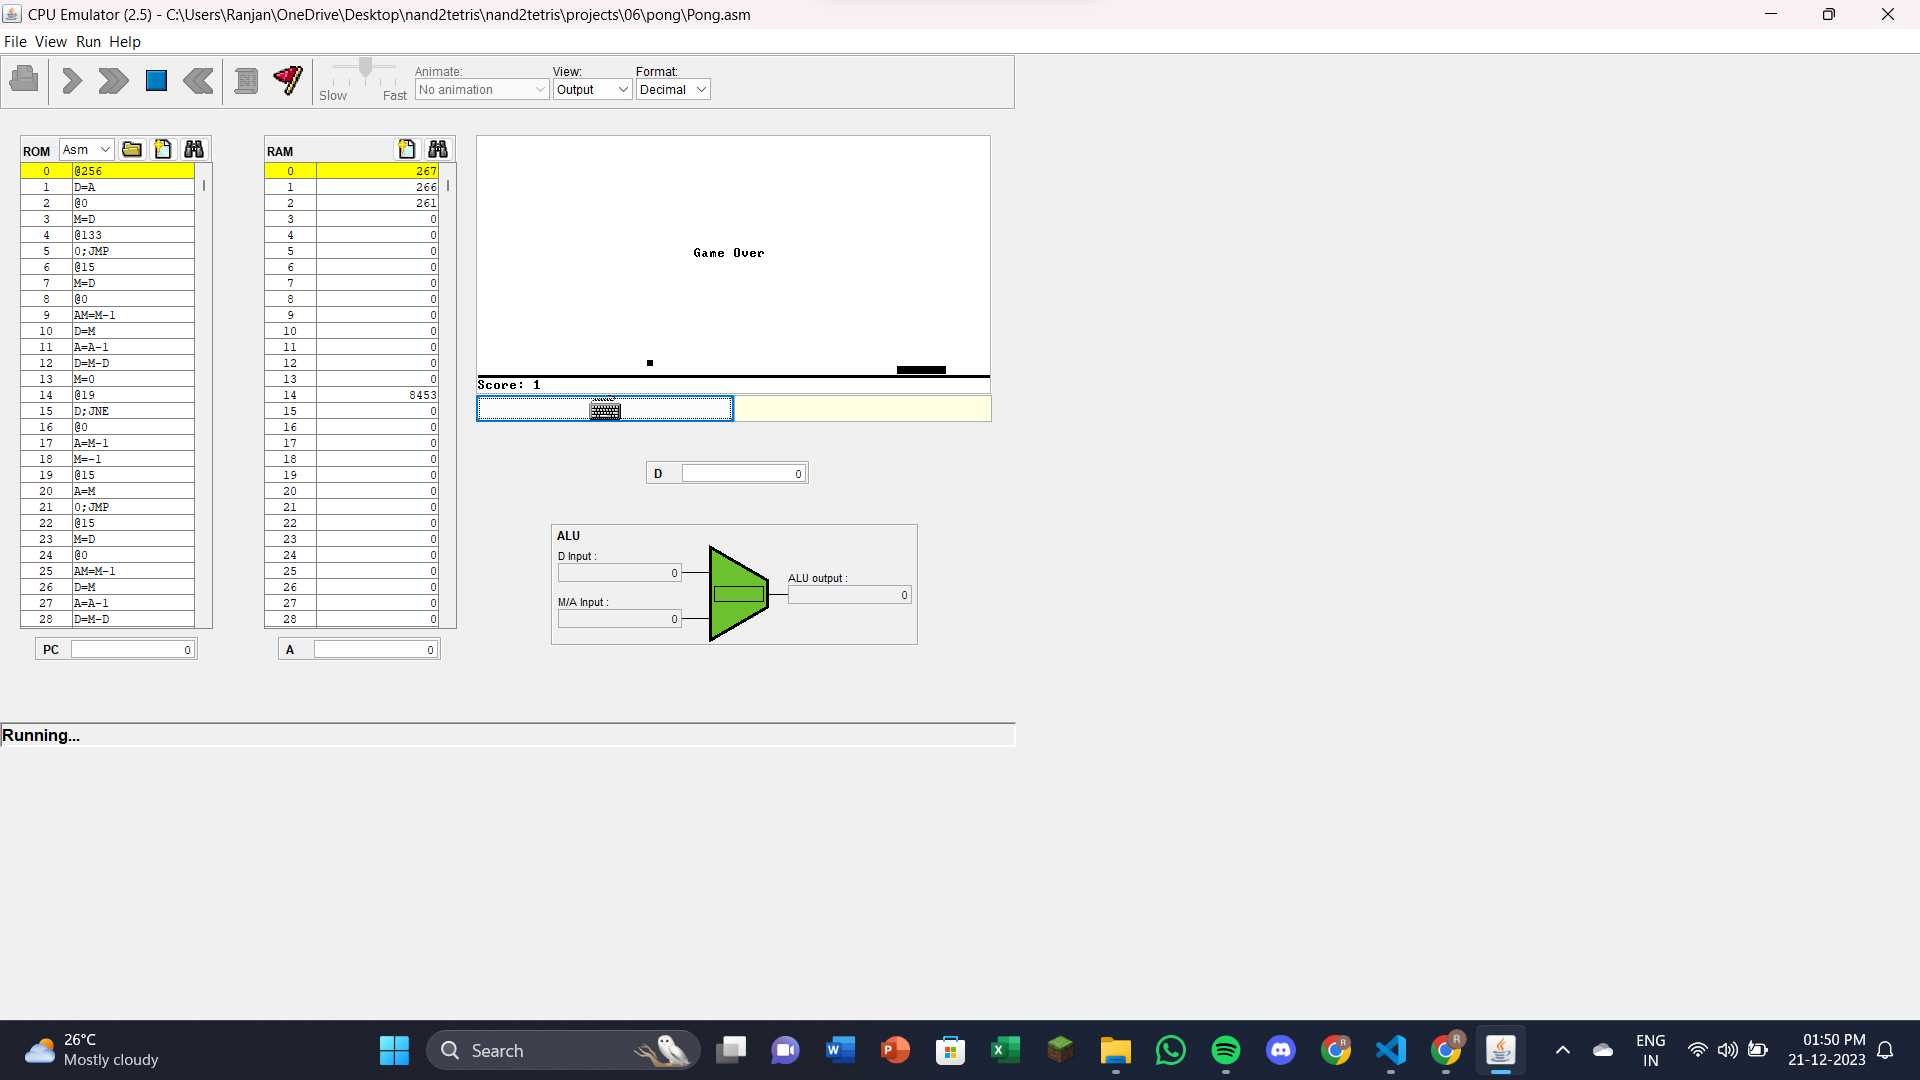 CPU Emulator (2.5) - C:\Users\Ranjan\OneDrive\Desktop\nand2tetris\nand2tetris\projects\06\pong\Pong.asm
File View Run Help
Slow Fast
Animate:
No animation
View:
Output
Format:
Decimal
ROM Asm
0 @256
1 D=A
2 @0
3 M=D
4 @133
5 0;JMP
6 @15
7 M=D
8 @0
9 AM=M-1
10 D=M
11 A=A-1
12 D=M-D
13 M=0
14 @19
15 D;JNE
16 @0
17 A=M-1
18 M=-1
19 @15
20 A=M
21 0;JMP
22 @15
23 M=D
24 @0
25 AM=M-1
26 D=M
27 A=A-1
28 D=M-D
PC 0
RAM
0 267
1 266
2 261
3 0
4 0
5 0
6 0
7 0
8 0
9 0
10 0
11 0
12 0
13 0
14 8453
15 0
16 0
17 0
18 0
19 0
20 0
21 0
22 0
23 0
24 0
25 0
26 0
27 0
28 0
A 0
Game Over
Score: 1
D 0
ALU
D Input :
0
M/A Input :
0
ALU output :
0
Running...
26°C
Mostly cloudy
Search
ENG
IN
01:50 PM
21-12-2023